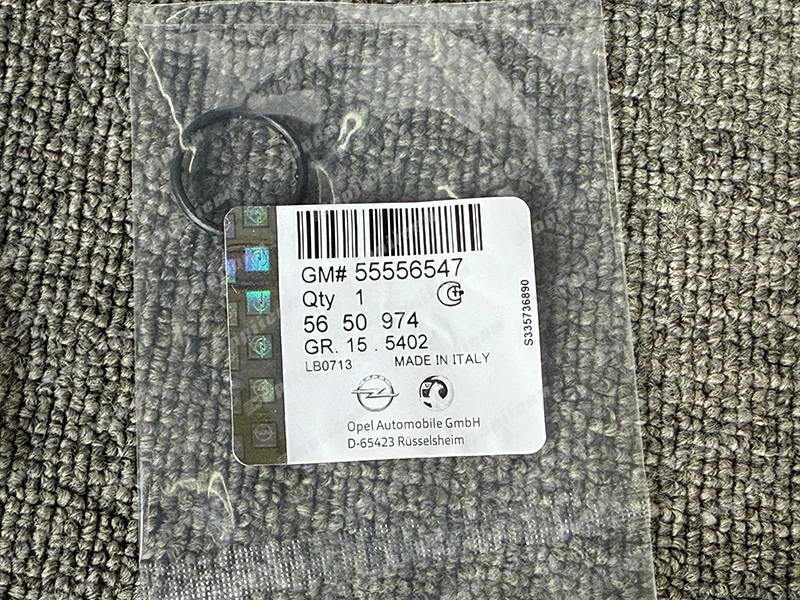 GM# 55556547
Qty 1
56 50 974
GR. 15 . 5402
LB0713 MADE IN ITALY
Opel Automobile GmbH
D-65423 Rüsselsheim
S335736890